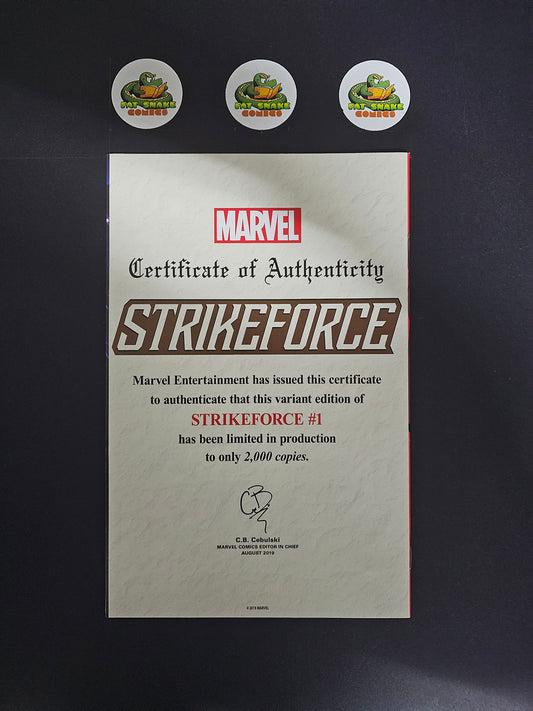 FAT SNAKE
COMICS
FAT SNAKE
COMICS
FAT SNAKE
COMICS
MARVEL
Certificate of Authenticity
STRIKEFORCE
Marvel Entertainment has issued this certificate
to authenticate that this variant edition of
STRIKEFORCE #1
has been limited in production
to only 2,000 copies.
C.B. Cebulski
MARVEL COMICS EDITOR IN CHIEF
AUGUST 2019
© 2019 MARVEL